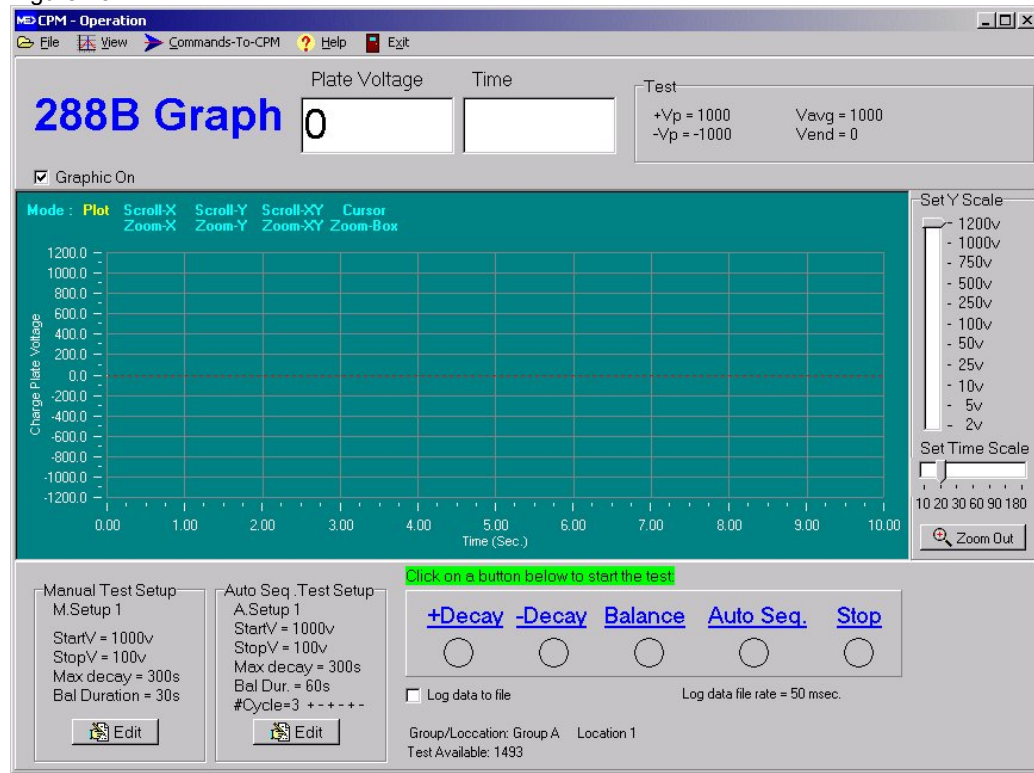 MED CPM - Operation
File View Commands-To-CPM Help Exit
288B Graph
Plate Voltage
0
Time
Test
+Vp = 1000 Vavg = 1000
-Vp = -1000 Vend = 0
Graphic On
Mode : Plot Scroll-X Scroll-Y Scroll-XY Cursor
Zoom-X Zoom-Y Zoom-XY Zoom-Box
Charge Plate Voltage
1200.0
1000.0
800.0
600.0
400.0
200.0
0.0
-200.0
-400.0
-600.0
-800.0
-1000.0
-1200.0
0.00 1.00 2.00 3.00 4.00 5.00 6.00 7.00 8.00 9.00 10.00
Time (Sec.)
Set Y Scale
1200v
1000v
750v
500v
250v
100v
50v
25v
10v
5v
2v
Set Time Scale
10 20 30 60 90 180
Zoom Out
Manual Test Setup
M.Setup 1
StartV = 1000v
StopV = 100v
Max decay = 300s
Bal Duration = 30s
Edit
Auto Seq .Test Setup
A.Setup 1
StartV = 1000v
StopV = 100v
Max decay = 300s
Bal Dur. = 60s
#Cycle=3 + - + - + -
Edit
Click on a button below to start the test:
+Decay -Decay Balance Auto Seq. Stop
Log data to file Log data file rate = 50 msec.
Group/Loccation: Group A Location 1
Test Available: 1493